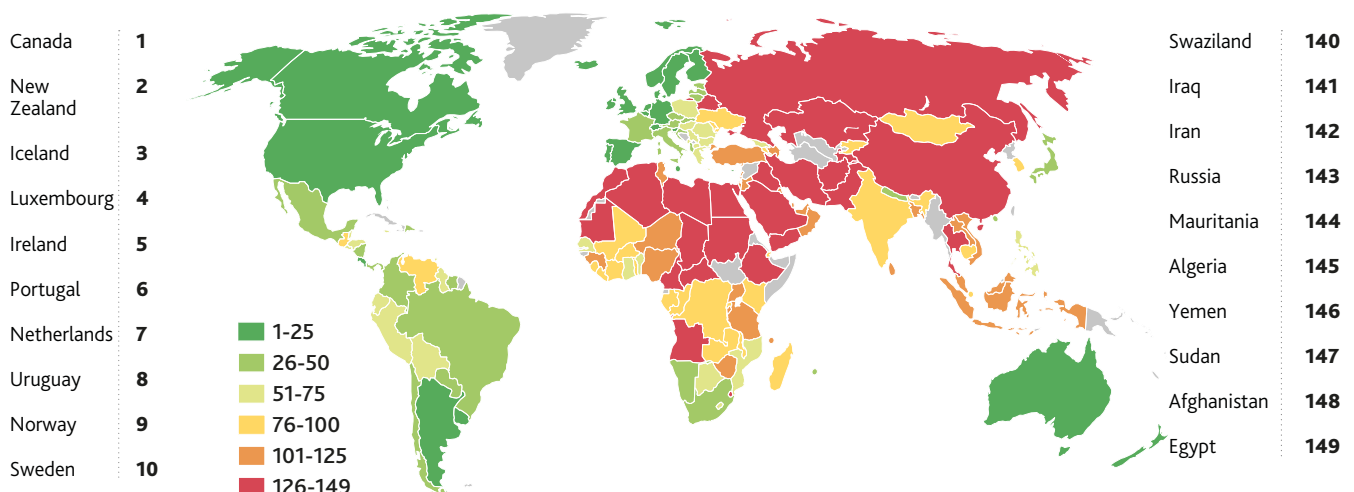 Canada 1
New
Zealand 2
Iceland 3
Luxembourg 4
Ireland 5
Portugal 6
Netherlands 7
Uruguay 8
Norway 9
Sweden 10
1-25
26-50
51-75
76-100
101-125
126-149
Swaziland 140
Iraq 141
Iran 142
Russia 143
Mauritania 144
Algeria 145
Yemen 146
Sudan 147
Afghanistan 148
Egypt 149